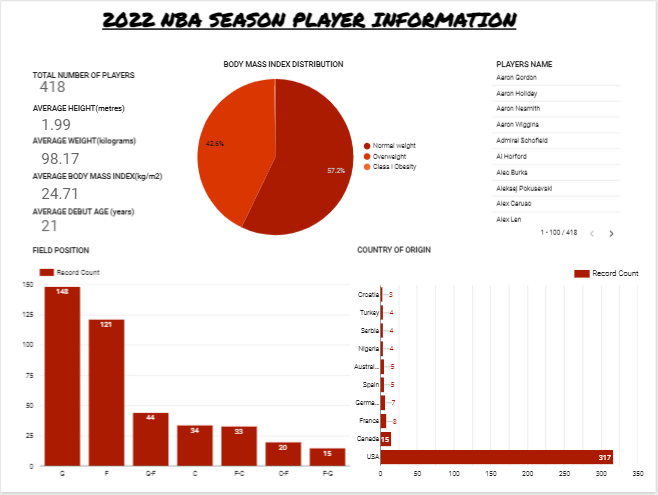 2022 NBA SEASON PLAYER INFORMATION
TOTAL NUMBER OF PLAYERS
418
AVERAGE HEIGHT(metres)
1.99
AVERAGE WEIGHT(kilograms)
98.17
AVERAGE BODY MASS INDEX(kg/m2)
24.71
AVERAGE DEBUT AGE (years)
21
BODY MASS INDEX DISTRIBUTION
42.6%
57.2%
Normal weight
Overweight
Class I Obesity
PLAYERS NAME
Aaron Gordon
Aaron Holiday
Aaron Nesmith
Aaron Wiggins
Admiral Schofield
Al Horford
Alec Burks
Aleksej Pokusevski
Alex Caruso
Alex Len
1 - 100 / 418
FIELD POSITION
Record Count
150
125
100
75
50
25
0
148
121
44
34
33
20
15
G
F
G-F
C
F-C
C-F
F-G
COUNTRY OF ORIGIN
Record Count
Croatia 3
Turkey 4
Serbia 4
Nigeria 4
Austral... 5
Spain 5
Germa... 7
France 8
Canada 15
USA 317
0 50 100 150 200 250 300 350